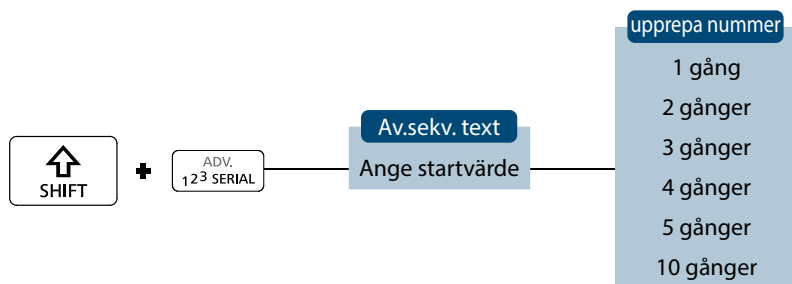 SHIFT
+
ADV.
123 SERIAL
Av.sekv. text
Ange startvärde
upprepa nummer
1 gång
2 gånger
3 gånger
4 gånger
5 gånger
10 gånger